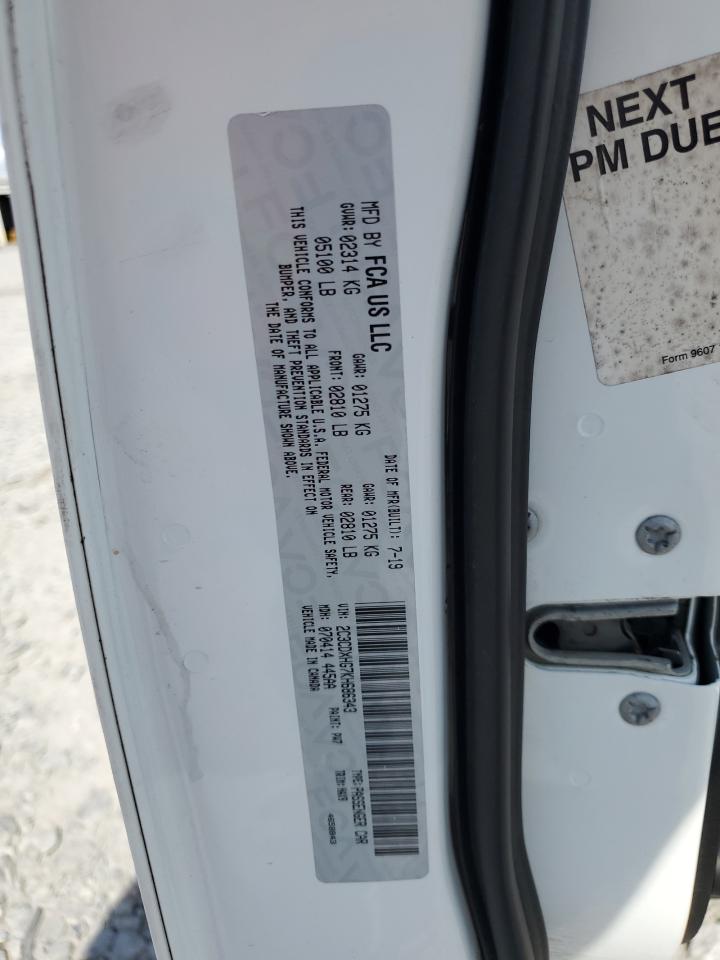 MFD BY FCA US LLC
DATE OF MFR(BUILT): 7-19
GVWR: 02314 KG
GAWR: 01275 KG
GAWR: 01275 KG
05100 LB
FRONT: 02810 LB
REAR: 02810 LB
THIS VEHICLE CONFORMS TO ALL APPLICABLE U.S.A. FEDERAL MOTOR VEHICLE SAFETY,
BUMPER, AND THEFT PREVENTION STANDARDS IN EFFECT ON
THE DATE OF MANUFACTURE SHOWN ABOVE.
VIN: 2C3CDXHG7KH686343
TYPE: PASSENGER CAR
MDH: 070414 445AA
PAINT: PW7
VEHICLE MADE IN CANADA
NEXT
PM DUE
Form 9607